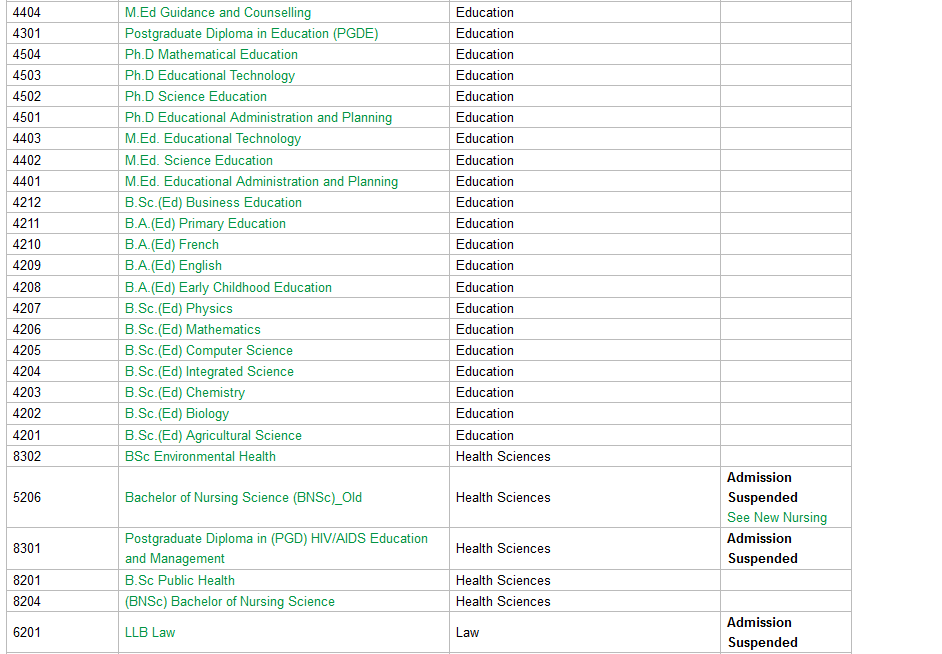 4404 M.Ed Guidance and Counselling Education
4301 Postgraduate Diploma in Education (PGDE) Education
4504 Ph.D Mathematical Education Education
4503 Ph.D Educational Technology Education
4502 Ph.D Science Education Education
4501 Ph.D Educational Administration and Planning Education
4403 M.Ed. Educational Technology Education
4402 M.Ed. Science Education Education
4401 M.Ed. Educational Administration and Planning Education
4212 B.Sc.(Ed) Business Education Education
4211 B.A.(Ed) Primary Education Education
4210 B.A.(Ed) French Education
4209 B.A.(Ed) English Education
4208 B.A.(Ed) Early Childhood Education Education
4207 B.Sc.(Ed) Physics Education
4206 B.Sc.(Ed) Mathematics Education
4205 B.Sc.(Ed) Computer Science Education
4204 B.Sc.(Ed) Integrated Science Education
4203 B.Sc.(Ed) Chemistry Education
4202 B.Sc.(Ed) Biology Education
4201 B.Sc.(Ed) Agricultural Science Education
8302 BSc Environmental Health Health Sciences
5206 Bachelor of Nursing Science (BNSc)_Old Health Sciences Admission
Suspended
See New Nursing
8301 Postgraduate Diploma in (PGD) HIV/AIDS Education
and Management Health Sciences Admission
Suspended
8201 B.Sc Public Health Health Sciences
8204 (BNSc) Bachelor of Nursing Science Health Sciences
6201 LLB Law Law Admission
Suspended